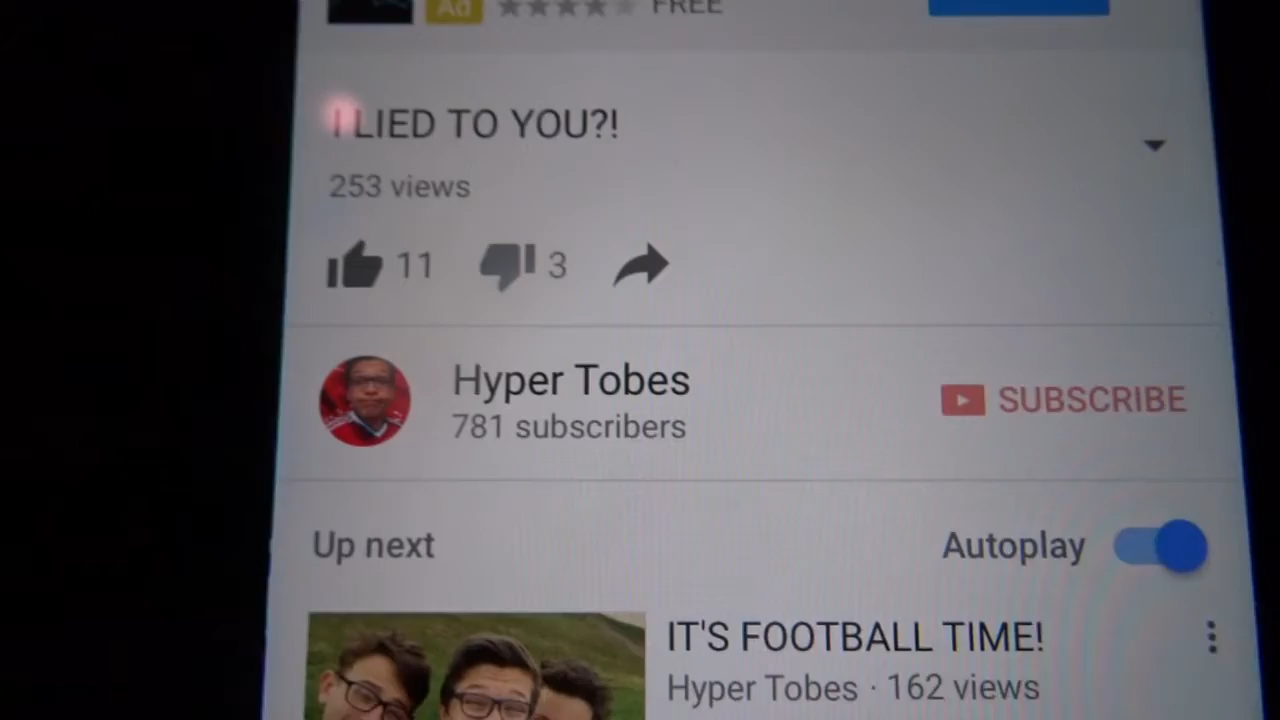 Ad FREE
I LIED TO YOU?!
253 views
11 3
Hyper Tobes
781 subscribers
SUBSCRIBE
Up next
Autoplay
IT'S FOOTBALL TIME!
Hyper Tobes · 162 views